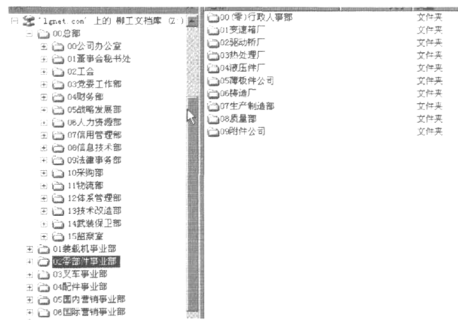 'lgnet com' 上的 柳工文档库 (Z)
00总部
00公司办公室
01董事会秘书处
02工会
03党委工作部
04财务部
05战略发展部
06人力资源部
07信用管理部
08信息技术部
09法律事务部
10采购部
11物流部
12体系管理部
13技术改造部
14武装保卫部
15监察室
01装载机事业部
02零部件事业部
03叉车事业部
04配件事业部
05国内营销事业部
06国际营销事业部
00(零)行政人事部 文件夹
01变速箱厂 文件夹
02驱动桥厂 文件夹
03热处理厂 文件夹
04液压件厂 文件夹
05薄板件公司 文件夹
06铸造厂 文件夹
07生产制造部 文件夹
08质量部 文件夹
09附件公司 文件夹